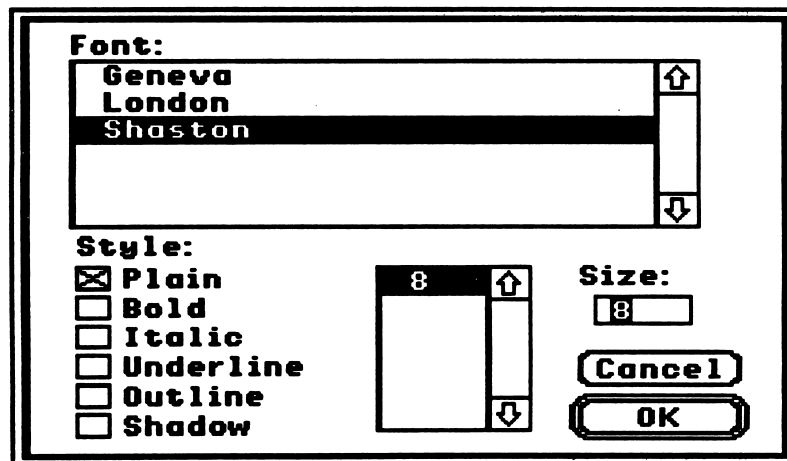 Font:
Geneva
London
Shaston
Style:
Plain
Bold
Italic
Underline
Outline
Shadow
8
Size:
8
Cancel
OK